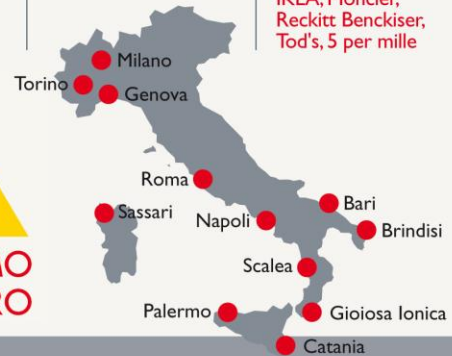 IKEA, Moncler,
Reckitt Benckiser,
Tod's, 5 per mille
Milano
Torino
Genova
Roma
Bari
Sassari
Napoli
Brindisi
Scalea
Palermo
Gioiosa Ionica
Catania